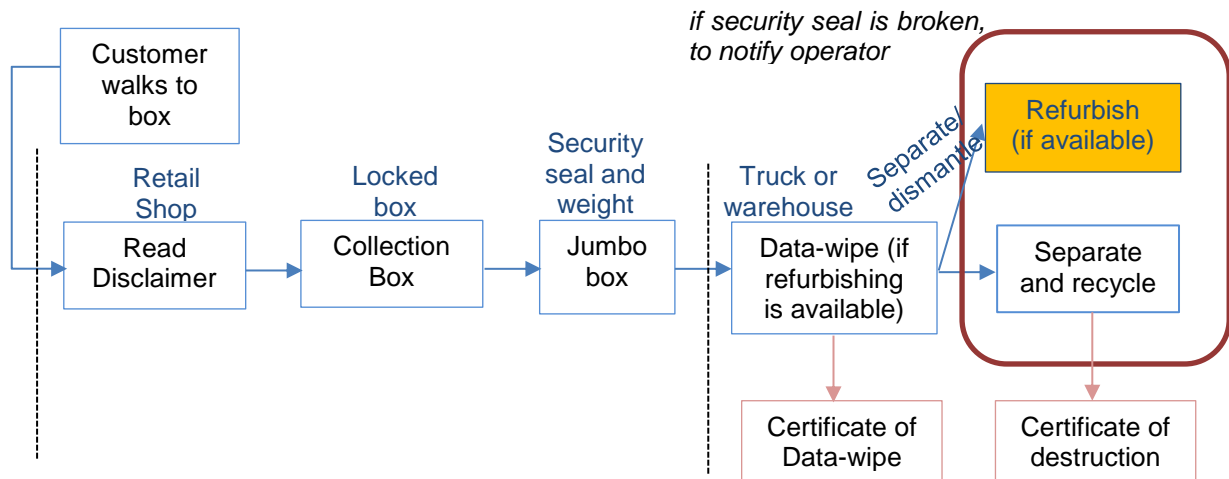 if security seal is broken,
to notify operator
Customer
walks to
box
Refurbish
(if available)
Separate/
dismantle
Retail
Shop
Locked
box
Security
seal and
weight
Truck or
warehouse
Read
Disclaimer
Collection
Box
Jumbo
box
Data-wipe (if
refurbishing
is available)
Separate
and recycle
Certificate of
Data-wipe
Certificate of
destruction